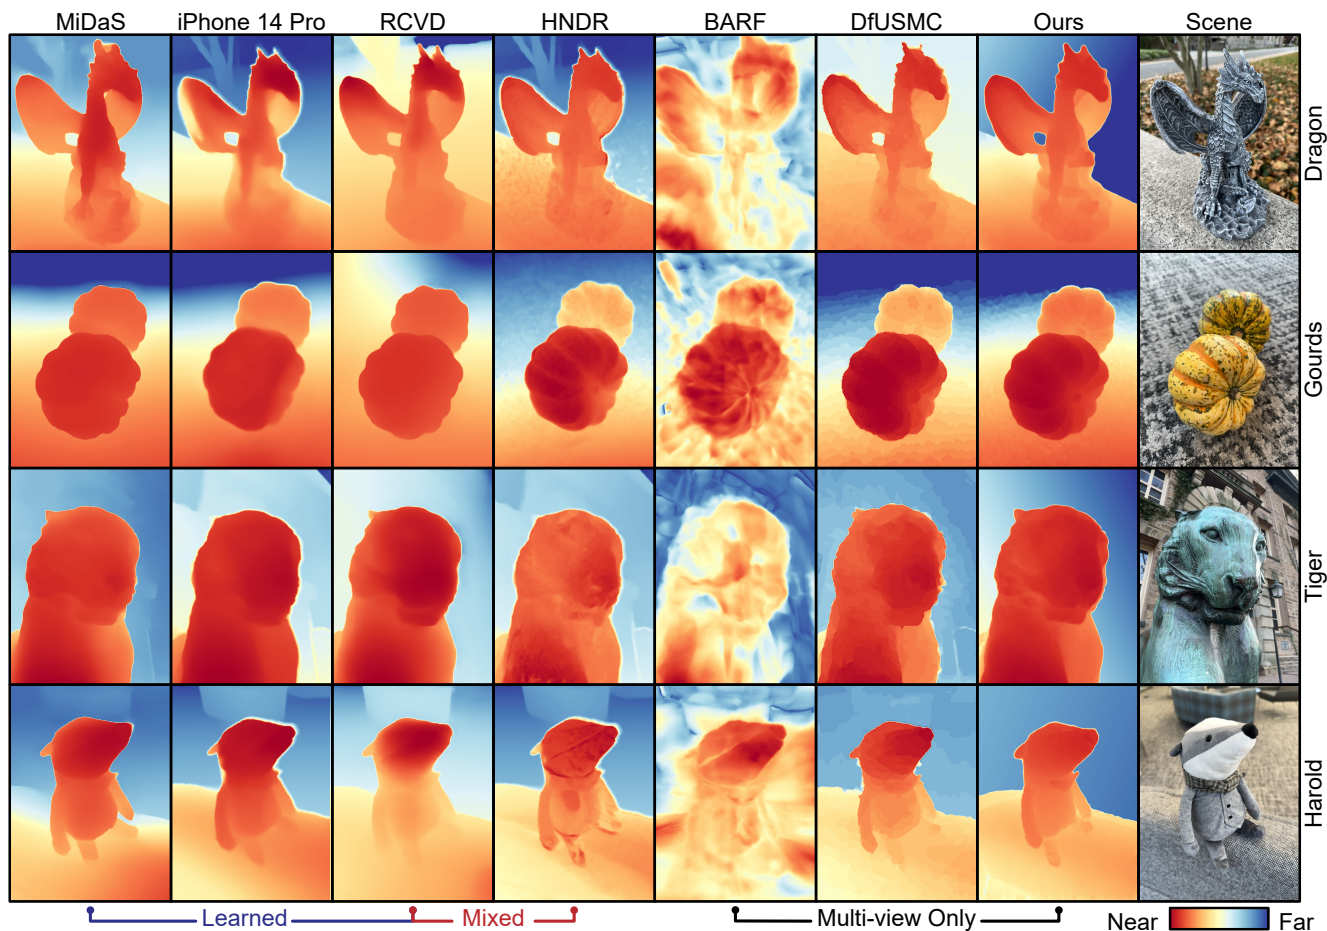 MiDaS iPhone 14 Pro RCVD HNDR BARF DfUSMC Ours Scene
Dragon
Gourds
Tiger
Harold
Learned Mixed Multi-view Only Near Far